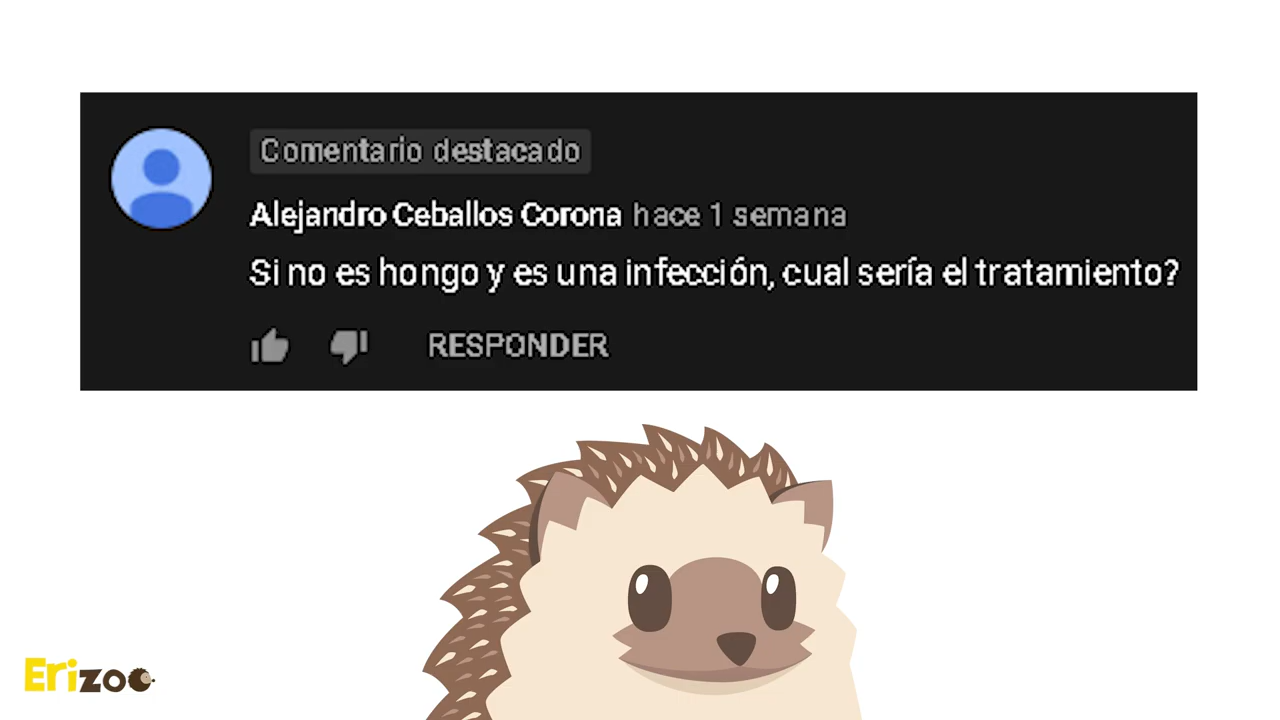 Comentario destacado
Alejandro Ceballos Corona hace 1 semana
Si no es hongo y es una infección, cual sería el tratamiento?
RESPONDER
Erizoo